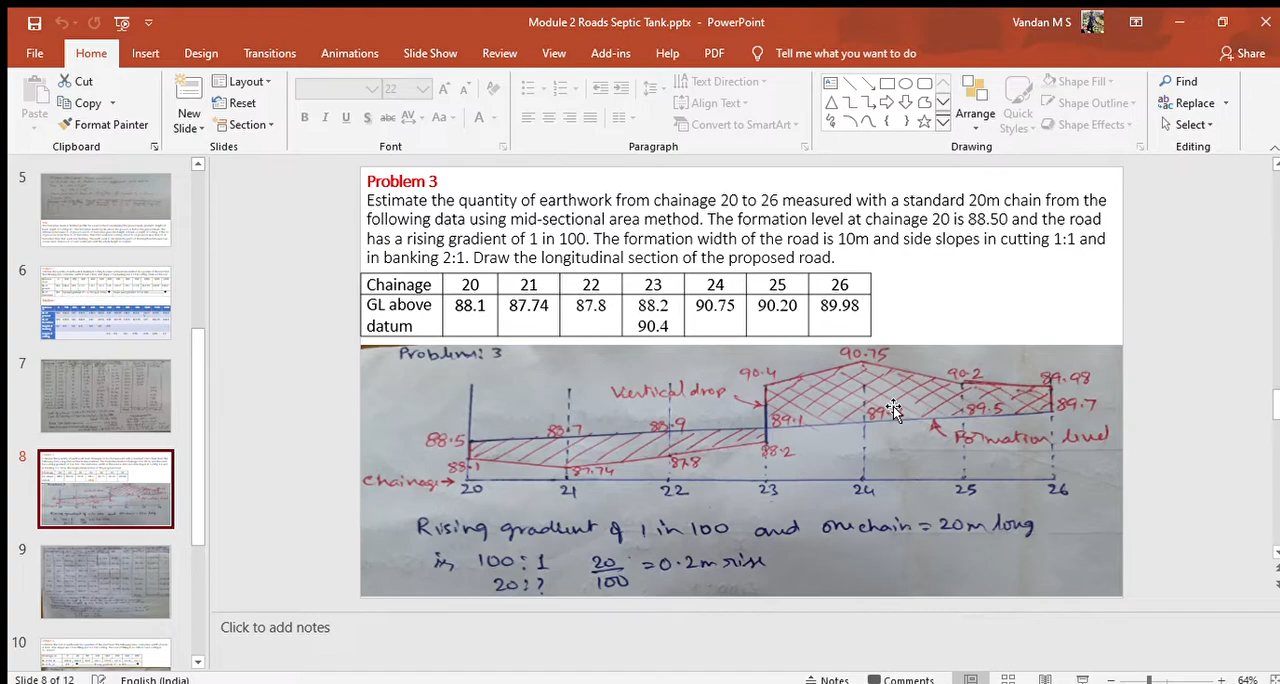 Module 2 Roads Septic Tank.pptx - PowerPoint
Vandan M S
File Home Insert Design Transitions Animations Slide Show Review View Add-ins Help PDF Tell me what you want to do Share
Cut
Copy
Format Painter
Paste
Clipboard
New Slide
Layout
Reset
Section
Slides
22
Font
Text Direction
Align Text
Convert to SmartArt
Paragraph
Arrange
Quick Styles
Shape Fill
Shape Outline
Shape Effects
Drawing
Find
Replace
Select
Editing
5
6
7
8
9
10
Problem 3
Estimate the quantity of earthwork from chainage 20 to 26 measured with a standard 20m chain from the
following data using mid-sectional area method. The formation level at chainage 20 is 88.50 and the road
has a rising gradient of 1 in 100. The formation width of the road is 10m and side slopes in cutting 1:1 and
in banking 2:1. Draw the longitudinal section of the proposed road.
Chainage 20 21 22 23 24 25 26
GL above datum 88.1 87.74 87.8 88.2 90.75 90.20 89.98
90.4
Problem: 3
90.75
90.4 90.2 89.98
Vertical drop
88.5 88.7 88.9 89.1 89.5 89.7
Formation level
88.1 87.74 87.8 88.2
Chainage → 20 21 22 23 24 25 26
Rising gradient of 1 in 100 and one chain = 20m long
is 100 : 1 20/100 = 0.2m rise
20 : ?
Click to add notes
Slide 8 of 12 English (India) Notes Comments 64%